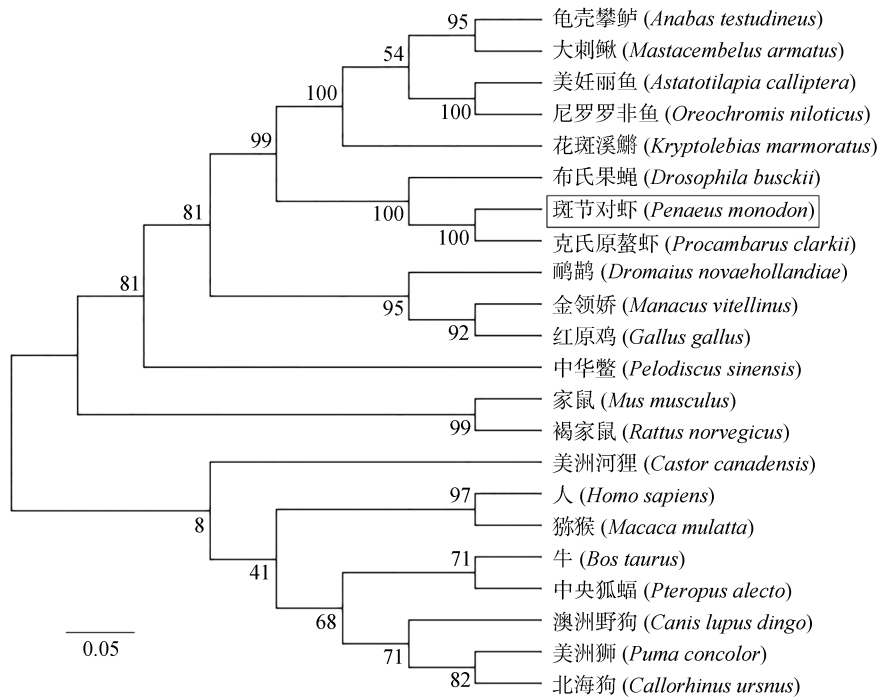 95
龟壳攀鲈 (Anabas testudineus)
54
大刺鳅 (Mastacembelus armatus)
100
美妊丽鱼 (Astatotilapia calliptera)
100
尼罗罗非鱼 (Oreochromis niloticus)
99
花斑溪鳉 (Kryptolebias marmoratus)
布氏果蝇 (Drosophila busckii)
81
100
斑节对虾 (Penaeus monodon)
100
克氏原螯虾 (Procambarus clarkii)
81
鸸鹋 (Dromaius novaehollandiae)
95
金领娇 (Manacus vitellinus)
92
红原鸡 (Gallus gallus)
中华鳖 (Pelodiscus sinensis)
家鼠 (Mus musculus)
99
褐家鼠 (Rattus norvegicus)
美洲河狸 (Castor canadensis)
8
97
人 (Homo sapiens)
猕猴 (Macaca mulatta)
41
71
牛 (Bos taurus)
中央狐蝠 (Pteropus alecto)
68
澳洲野狗 (Canis lupus dingo)
71
美洲狮 (Puma concolor)
82
北海狗 (Callorhinus ursnus)
0.05